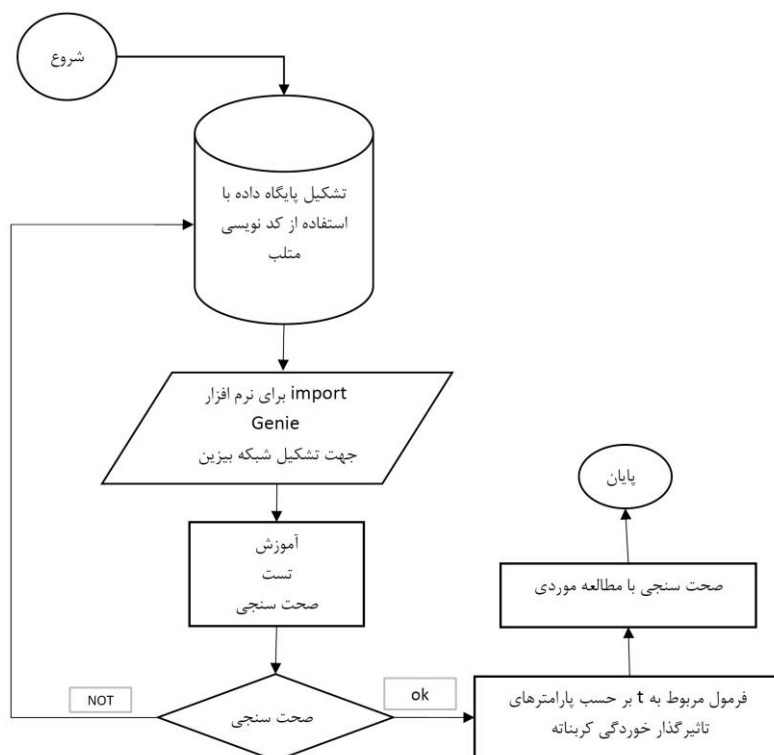 شروع
تشکیل پایگاه داده با
استفاده از کد نویسی
متلب
import برای نرم افزار
Genie
جهت تشکیل شبکه بیزین
آموزش
تست
صحت سنجی
صحت سنجی
NOT
ok
فرمول مربوط به t بر حسب پارامترهای
تاثیرگذار خوردگی کربناته
صحت سنجی با مطالعه موردی
پایان